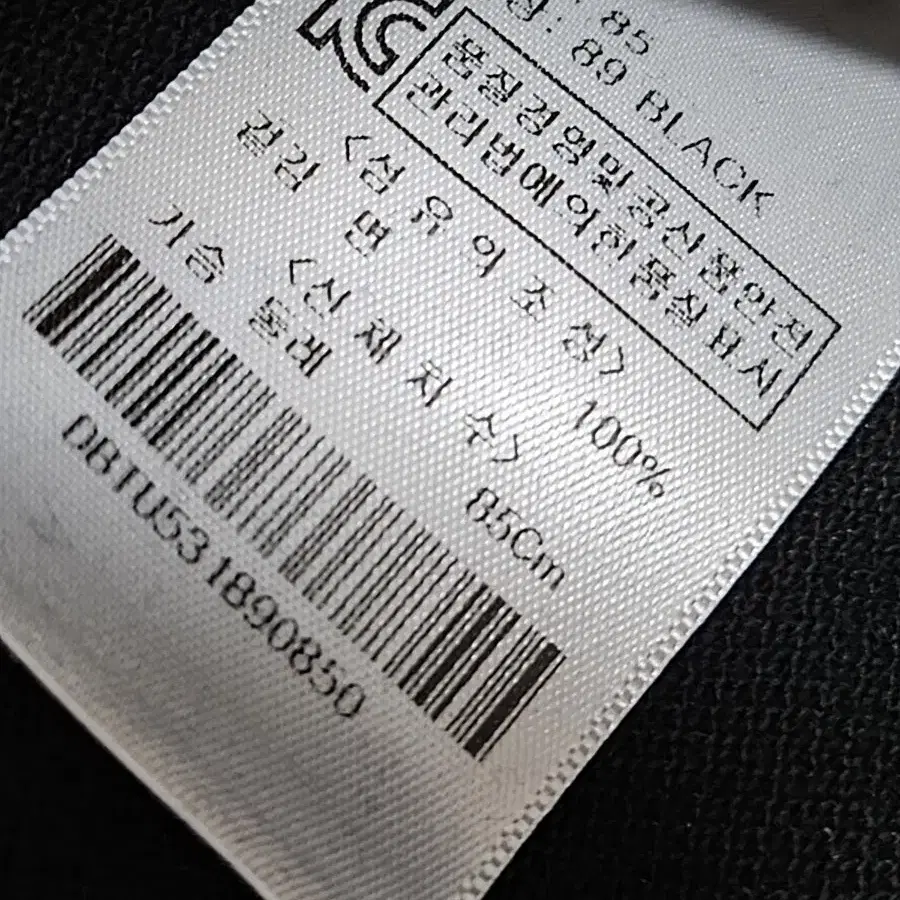 : 85
: 89 BLACK
품질경영및공산품안전
관리법에의한품질표시
<섬 유 의 조 성>
겉감 면 100%
<신 체 치 수>
가슴 둘레 85Cm
DBTU531890850